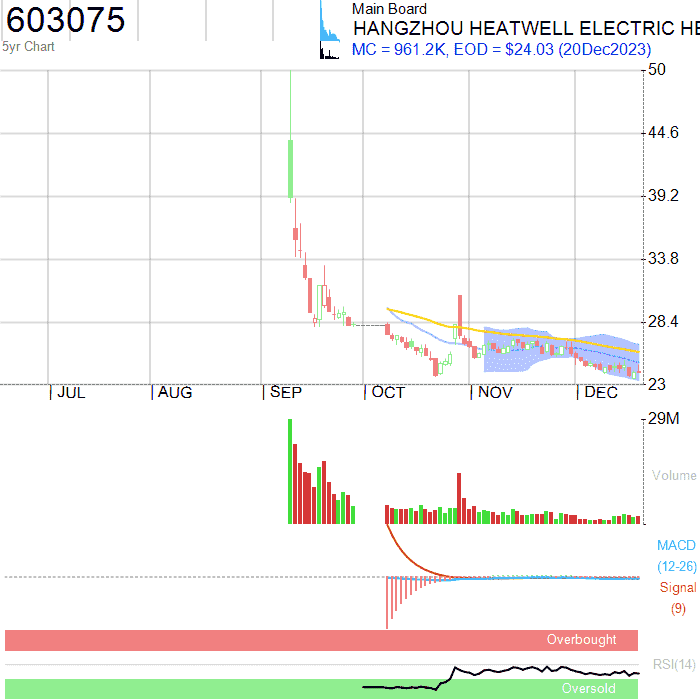 603075
5yr Chart
Main Board
HANGZHOU HEATWELL ELECTRIC HE
MC = 961.2K, EOD = $24.03 (20Dec2023)
50
44.6
39.2
33.8
28.4
23
JUL
AUG
SEP
OCT
NOV
DEC
29M
Volume
MACD
(12-26)
Signal
(9)
Overbought
RSI(14)
Oversold